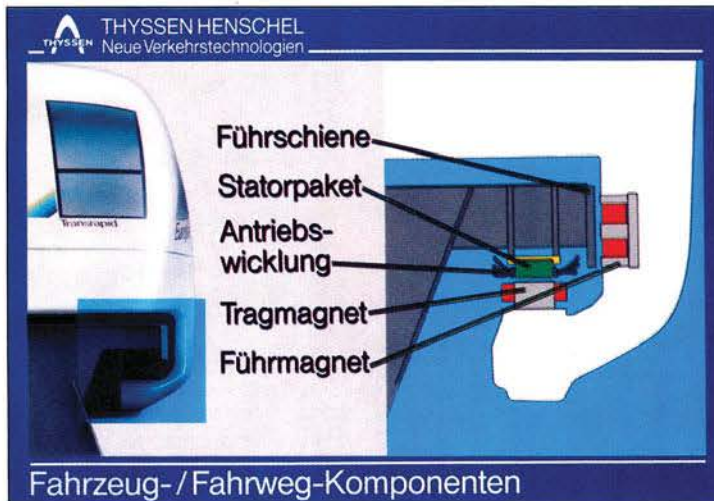 THYSSEN
THYSSEN HENSCHEL
Neue Verkehrstechnologien
Transrapid
Führschiene
Statorpaket
Antriebs-
wicklung
Tragmagnet
Führmagnet
Fahrzeug-/Fahrweg-Komponenten